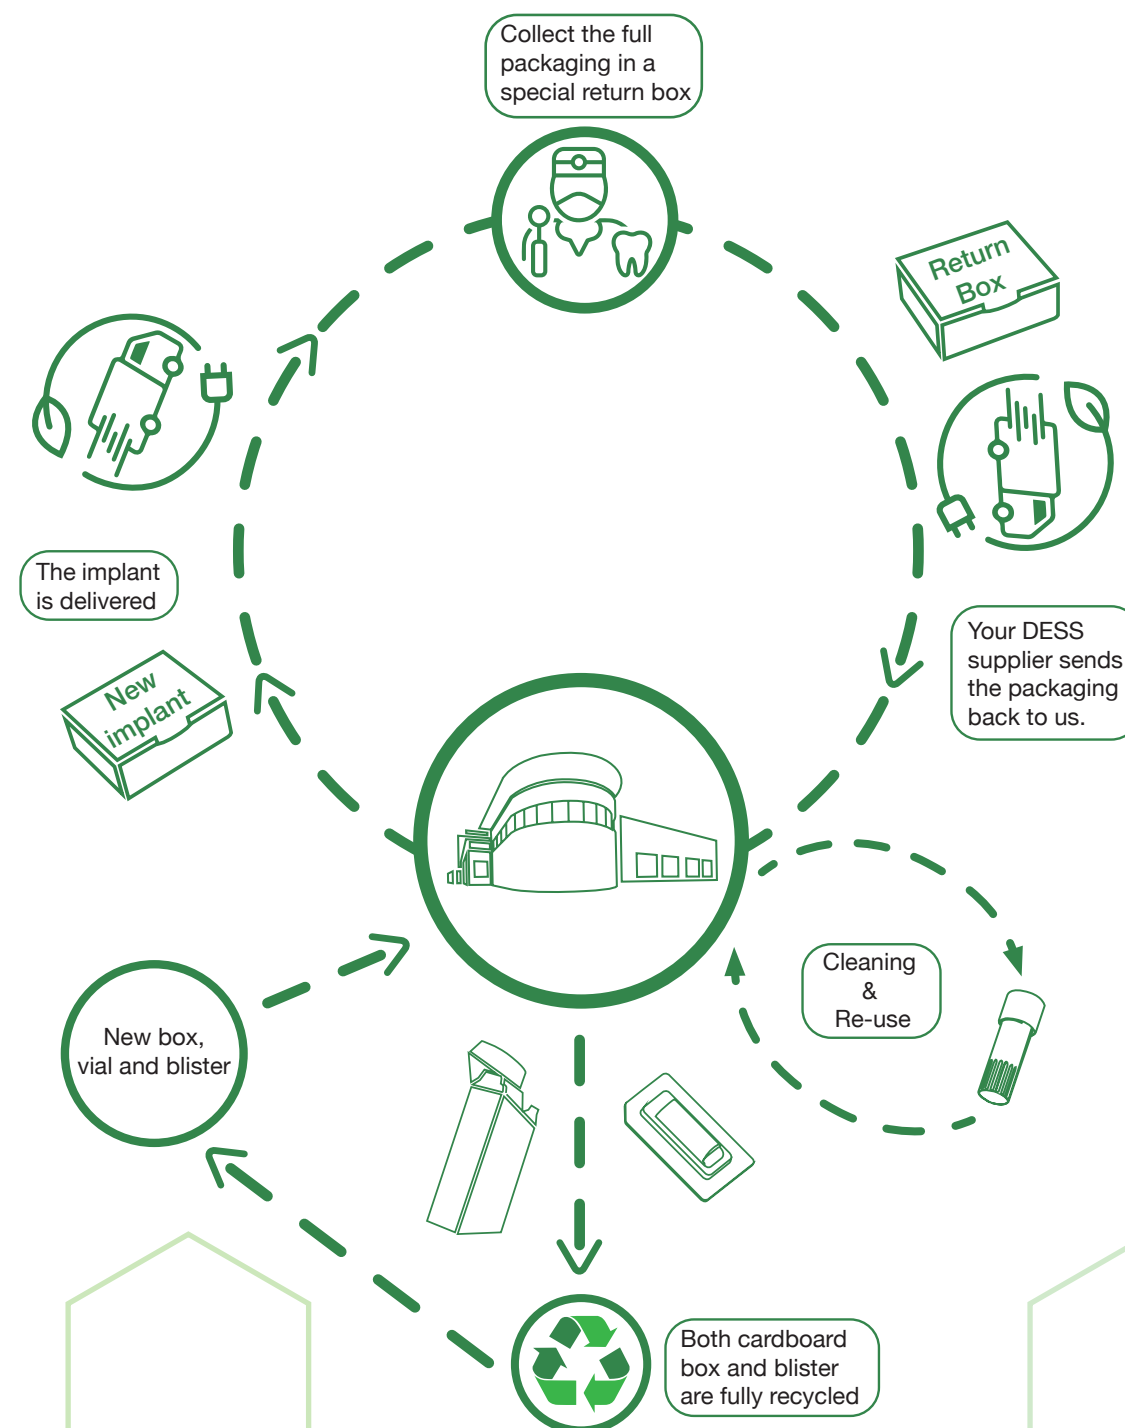 Collect the full
packaging in a
special return box
Return
Box
The implant
is delivered
Your DESS
supplier sends
the packaging
back to us.
New
implant
Cleaning
&
Re-use
New box,
vial and blister
Both cardboard
box and blister
are fully recycled